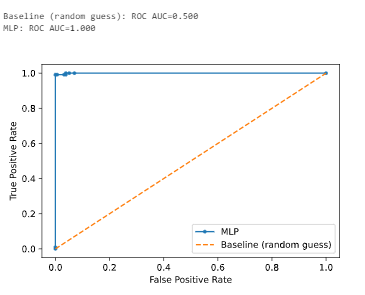 Baseline (random guess): ROC AUC=0.500
MLP: ROC AUC=1.000
1.0
0.8
0.6
0.4
0.2
0.0
True Positive Rate
MLP
Baseline (random guess)
0.0 0.2 0.4 0.6 0.8 1.0
False Positive Rate